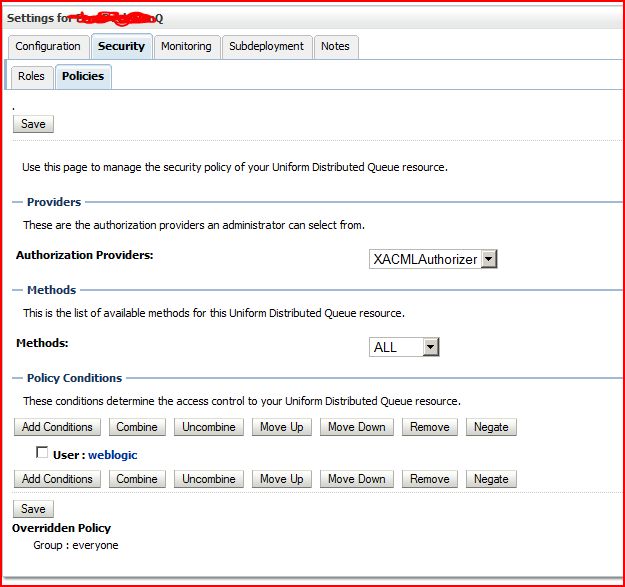 Settings for Q
Configuration Security Monitoring Subdeployment Notes
Roles Policies
.
Save
Use this page to manage the security policy of your Uniform Distributed Queue resource.
Providers
These are the authorization providers an administrator can select from.
Authorization Providers: XACMLAuthorizer
Methods
This is the list of available methods for this Uniform Distributed Queue resource.
Methods: ALL
Policy Conditions
These conditions determine the access control to your Uniform Distributed Queue resource.
Add Conditions Combine Uncombine Move Up Move Down Remove Negate
User : weblogic
Add Conditions Combine Uncombine Move Up Move Down Remove Negate
Save
Overridden Policy
Group : everyone